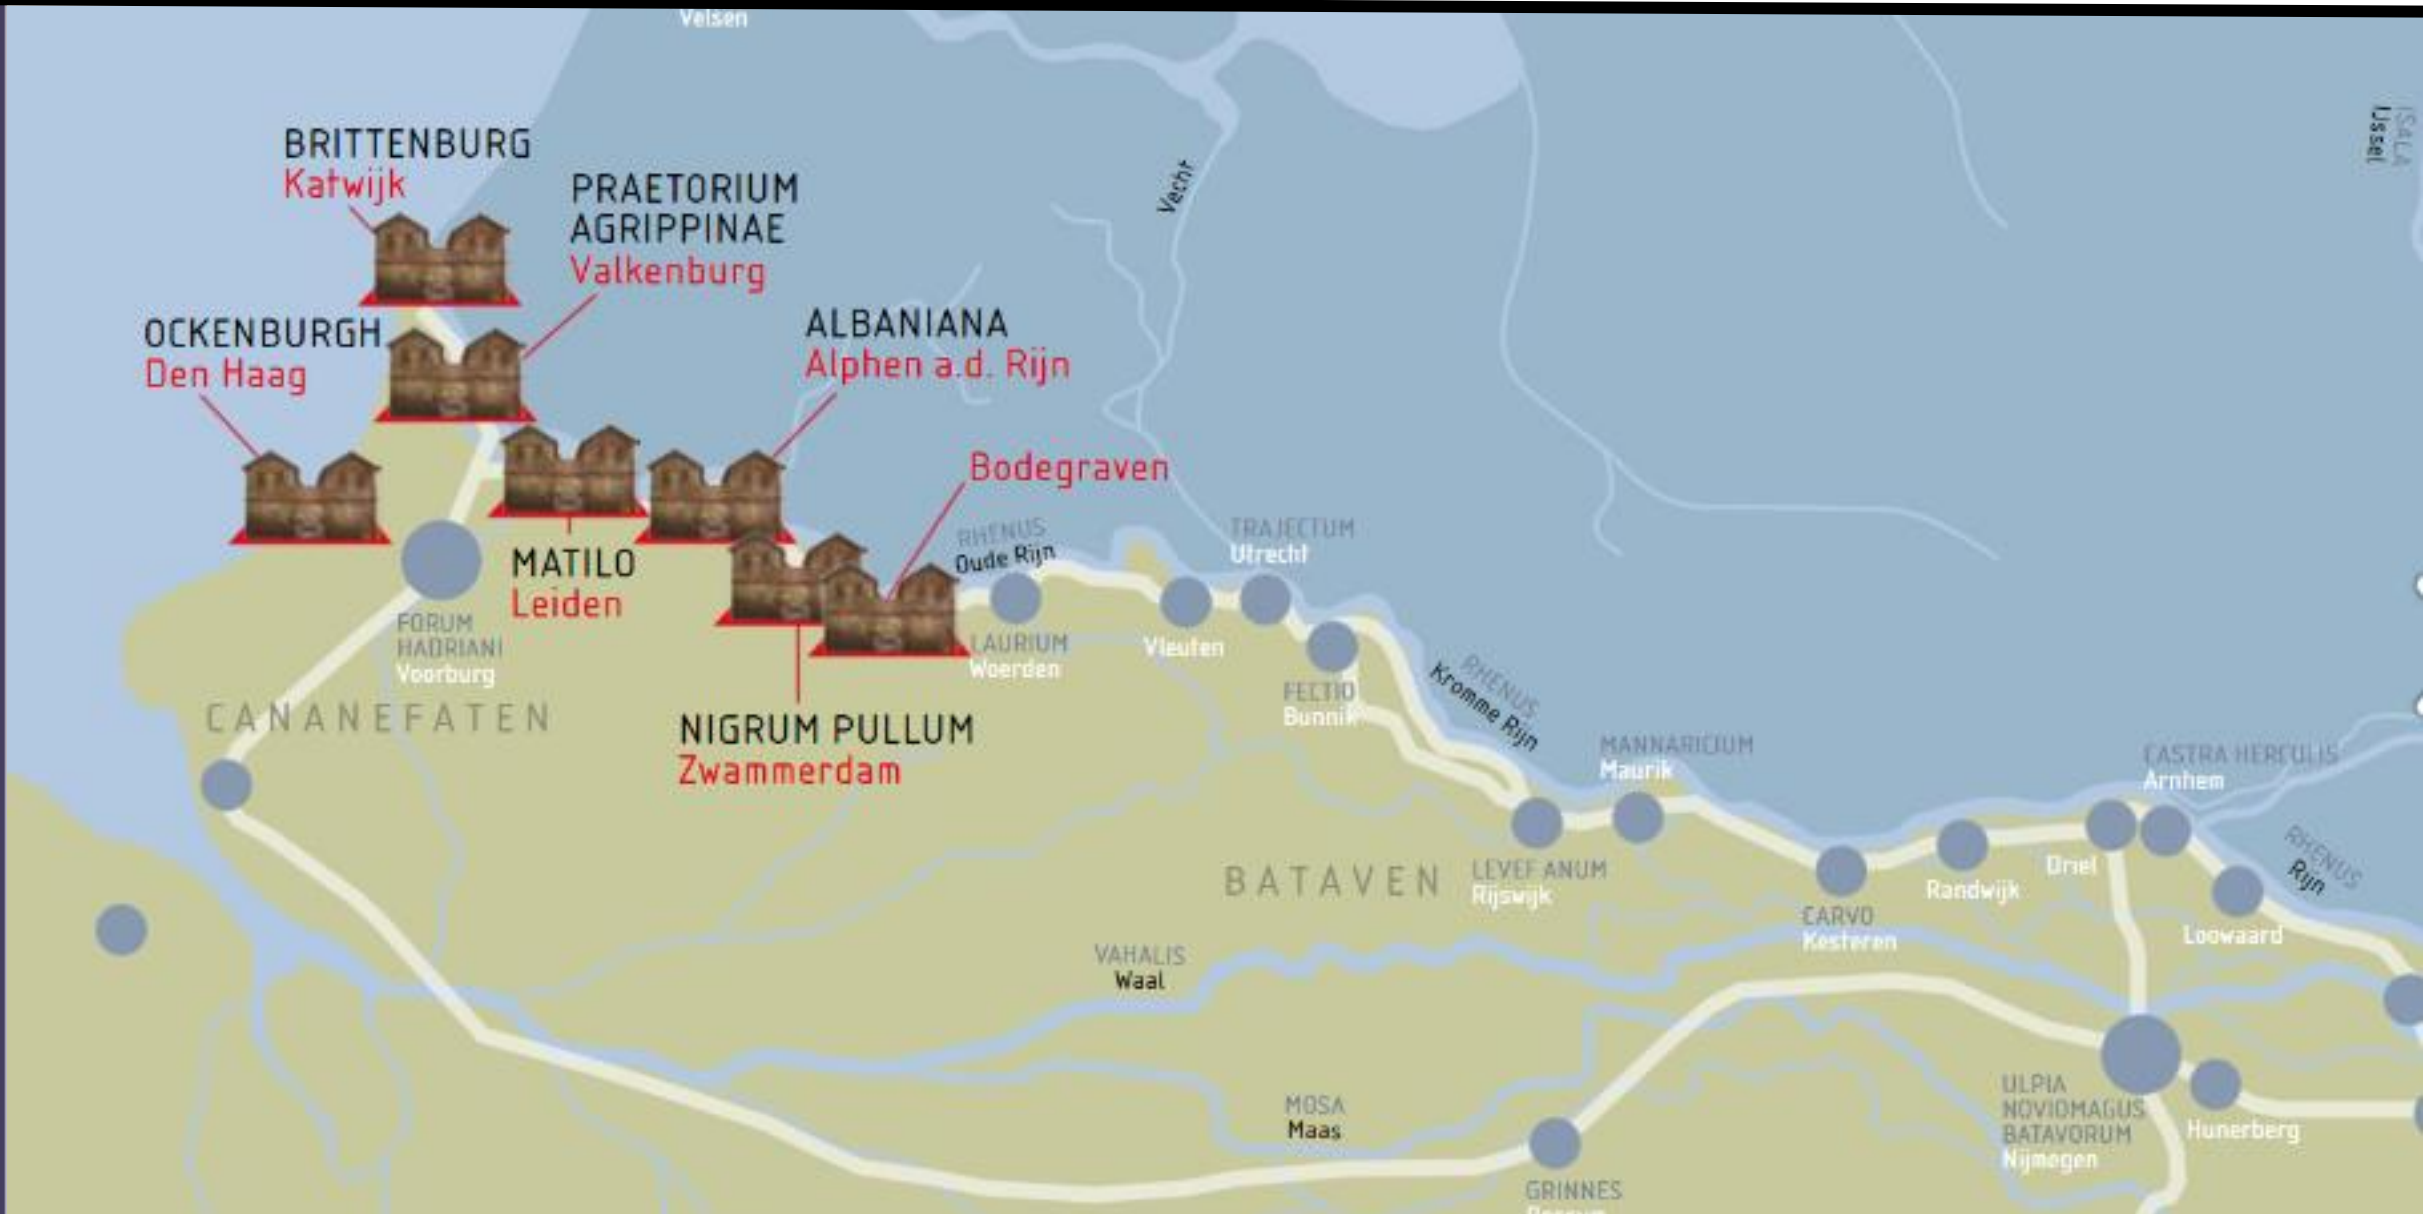 Velsen
BRITTENBURG
Katwijk
PRAETORIUM
AGRIPPINAE
Valkenburg
OCKENBURGH
Den Haag
ALBANIANA
Alphen a.d. Rijn
Bodegraven
MATILO
Leiden
NIGRUM PULLUM
Zwammerdam
FORUM
HADRIANI
Voorburg
CANANEFATEN
RHENUS
Oude Rijn
LAURIUM
Woerden
Vecht
Vleuten
TRAJECTUM
Utrecht
FECTIO
Bunnik
RHENUS
Kromme Rijn
ISALA
IJssel
MANNARICIUM
Maurik
LEVEFANUM
Rijswijk
BATAVEN
CARVO
Kesteren
Randwijk
Driel
CASTRA HERCULIS
Arnhem
RHENUS
Rijn
Loowaard
VAHALIS
Waal
MOSA
Maas
ULPIA
NOVIOMAGUS
BATAVORUM
Nijmegen
Hunerberg
GRINNES